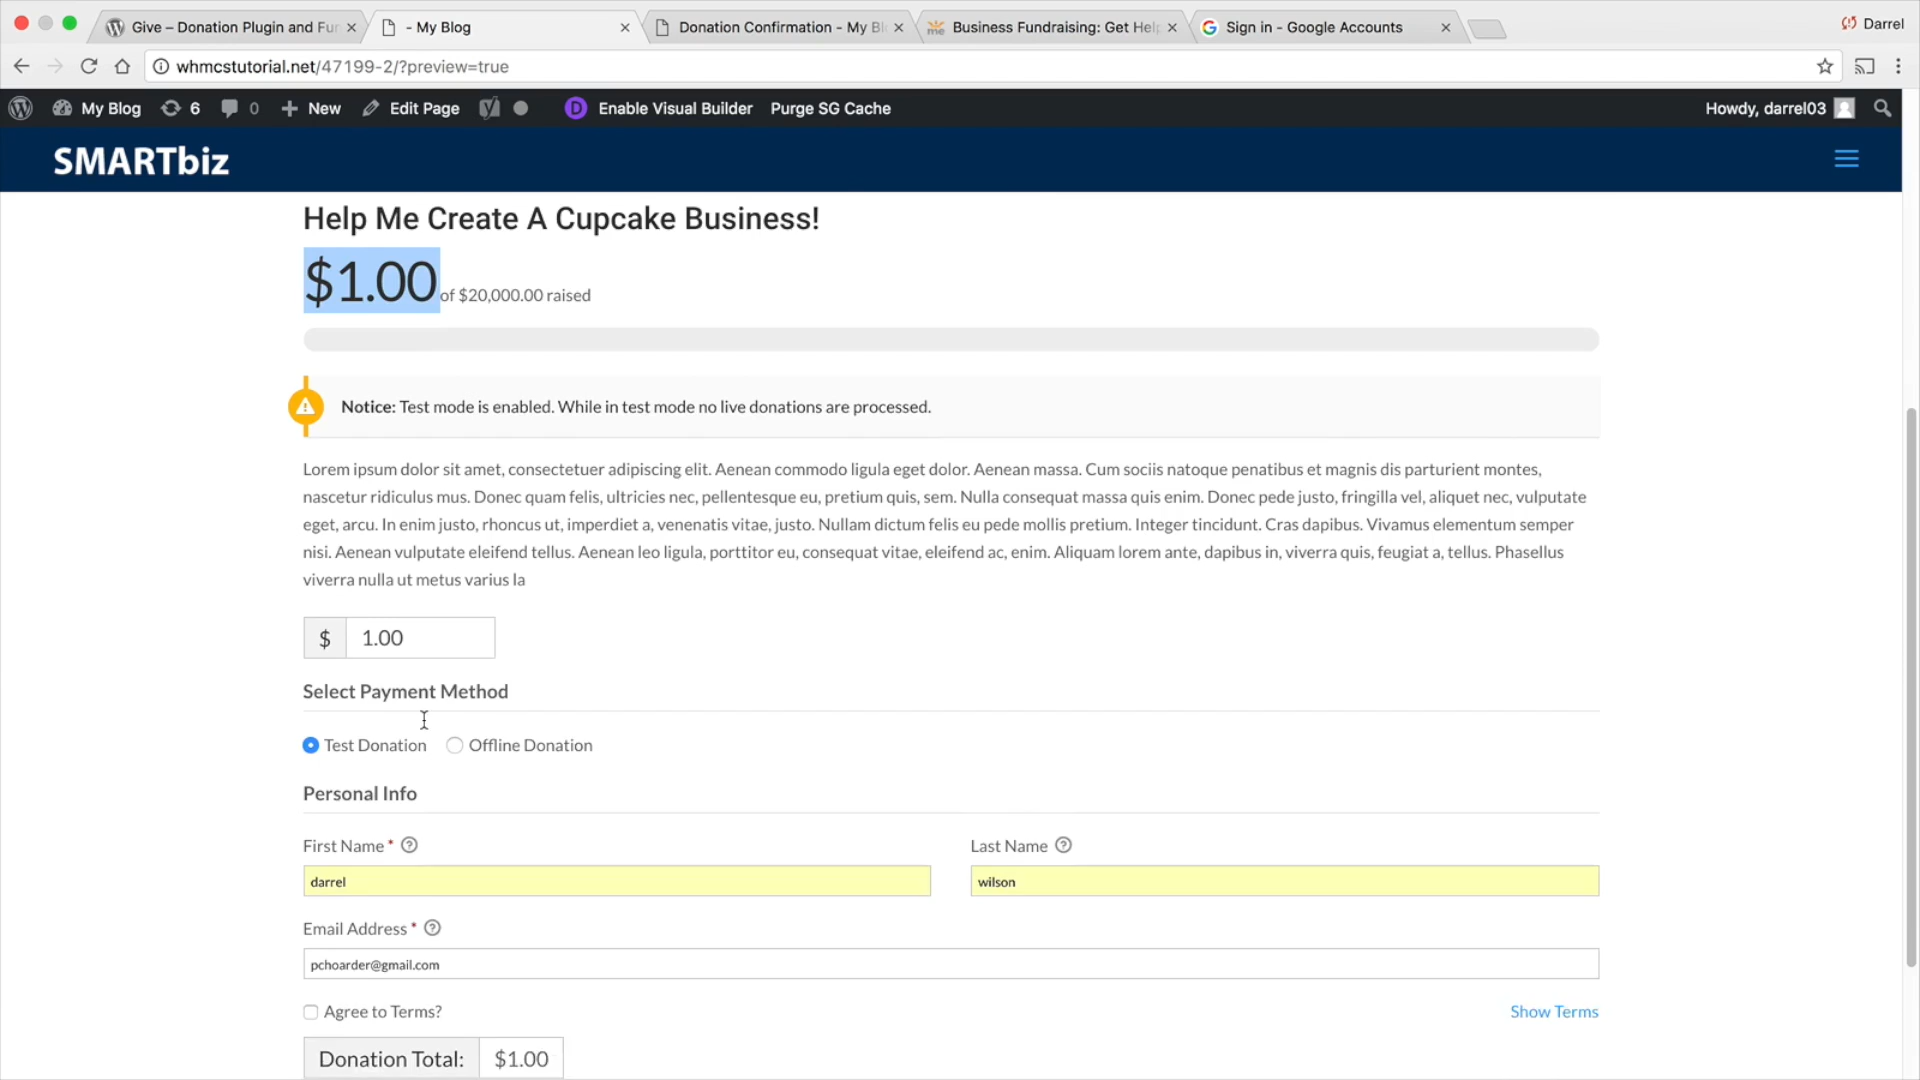 Give – Donation Plugin and Fu
- My Blog
Donation Confirmation - My Bl
Business Fundraising: Get Help
Sign in - Google Accounts
Darrel
whmcstutorial.net/47199-2/?preview=true
My Blog 6 0 New Edit Page D Enable Visual Builder Purge SG Cache Howdy, darrel03
SMARTbiz
Help Me Create A Cupcake Business!
$1.00 of $20,000.00 raised
Notice: Test mode is enabled. While in test mode no live donations are processed.
Lorem ipsum dolor sit amet, consectetuer adipiscing elit. Aenean commodo ligula eget dolor. Aenean massa. Cum sociis natoque penatibus et magnis dis parturient montes,
nascetur ridiculus mus. Donec quam felis, ultricies nec, pellentesque eu, pretium quis, sem. Nulla consequat massa quis enim. Donec pede justo, fringilla vel, aliquet nec, vulputate
eget, arcu. In enim justo, rhoncus ut, imperdiet a, venenatis vitae, justo. Nullam dictum felis eu pede mollis pretium. Integer tincidunt. Cras dapibus. Vivamus elementum semper
nisi. Aenean vulputate eleifend tellus. Aenean leo ligula, porttitor eu, consequat vitae, eleifend ac, enim. Aliquam lorem ante, dapibus in, viverra quis, feugiat a, tellus. Phasellus
viverra nulla ut metus varius la
$ 1.00
Select Payment Method
Test Donation Offline Donation
Personal Info
First Name * Last Name
darrel wilson
Email Address *
pchoarder@gmail.com
Agree to Terms? Show Terms
Donation Total: $1.00